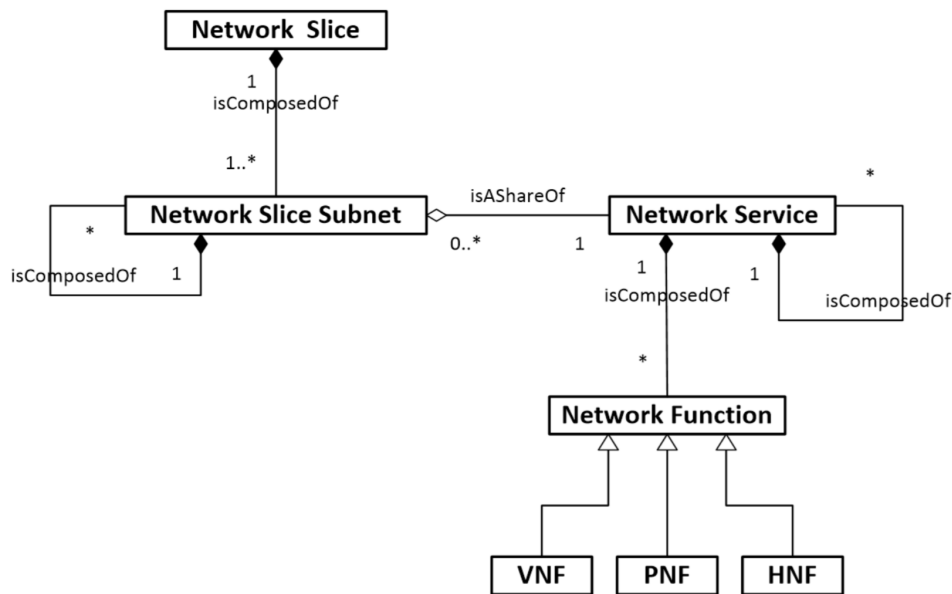 Network Slice
1
isComposedOf
1..*
Network Slice Subnet
isAShareOf
0..*
1
Network Service
*
*
isComposedOf
1
1
isComposedOf
1
isComposedOf
*
Network Function
VNF
PNF
HNF